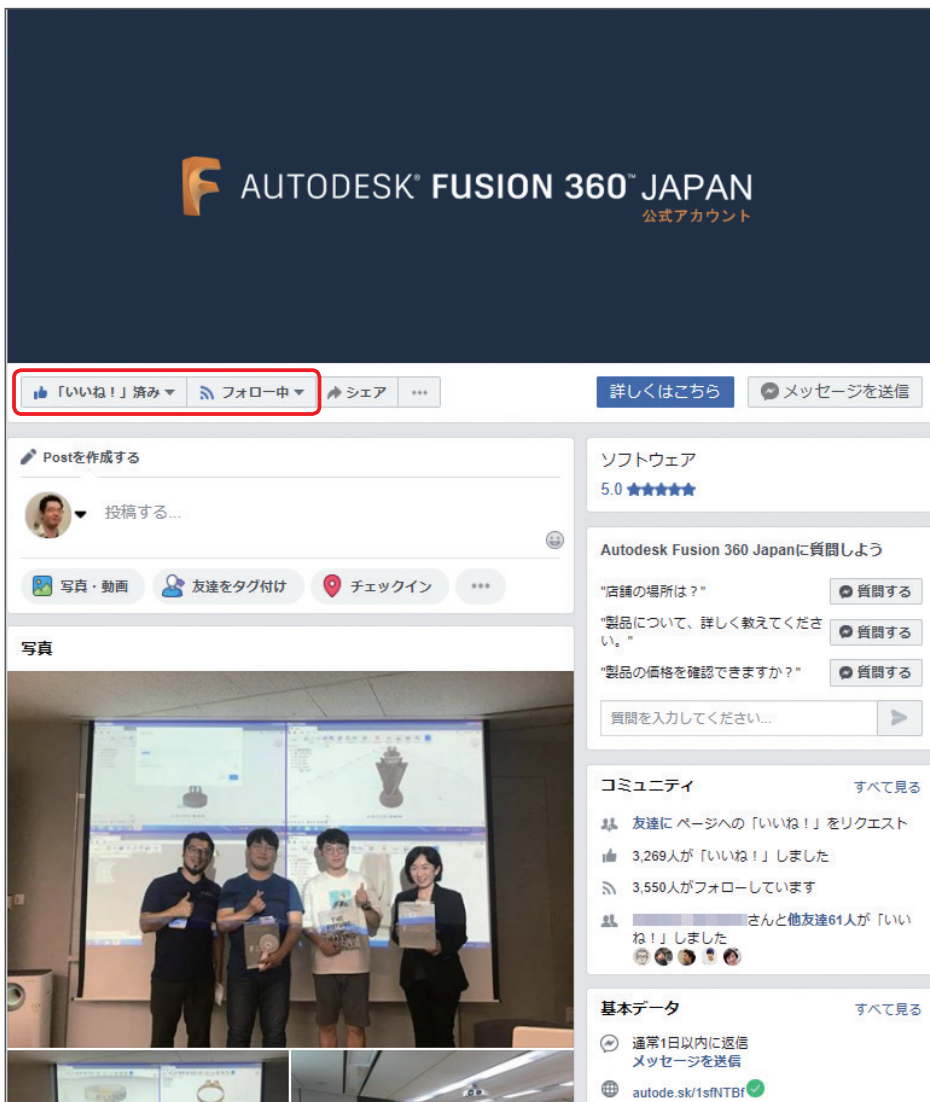 AUTODESK® FUSION 360™ JAPAN
公式アカウント
「いいね！」済み
フォロー中
シェア
詳しくはこちら
メッセージを送信
Postを作成する
投稿する...
写真・動画
友達をタグ付け
チェックイン
写真
THE
FUTURE
ソフトウェア
5.0 ★★★★★
Autodesk Fusion 360 Japanに質問しよう
"店舗の場所は？"
質問する
"製品について、詳しく教えてくださ
い。"
質問する
"製品の価格を確認できますか？"
質問する
質問を入力してください...
コミュニティ
すべて見る
友達に ページへの「いいね！」をリクエスト
3,269人が「いいね！」しました
3,550人がフォローしています
さんと他友達61人が「いい
ね！」しました
基本データ
すべて見る
通常1日以内に返信
メッセージを送信
autode.sk/1sfNTBf